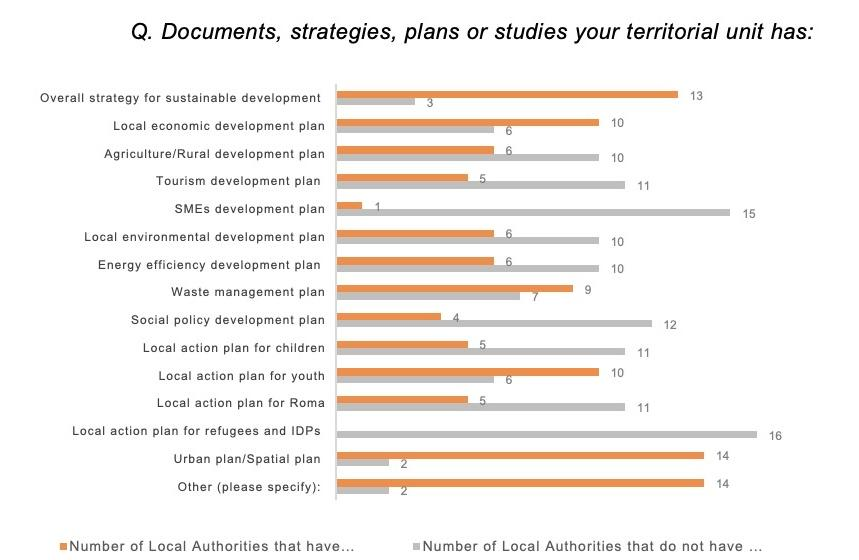 Q. Documents, strategies, plans or studies your territorial unit has:
Overall strategy for sustainable development 13
3
Local economic development plan 10
6
Agriculture/Rural development plan 6
10
Tourism development plan 5
11
SMEs development plan 1
15
Local environmental development plan 6
10
Energy efficiency development plan 6
10
Waste management plan 9
7
Social policy development plan 4
12
Local action plan for children 5
11
Local action plan for youth 10
6
Local action plan for Roma 5
11
Local action plan for refugees and IDPs 16
Urban plan/Spatial plan 14
2
Other (please specify): 14
2
Number of Local Authorities that have... Number of Local Authorities that do not have ...